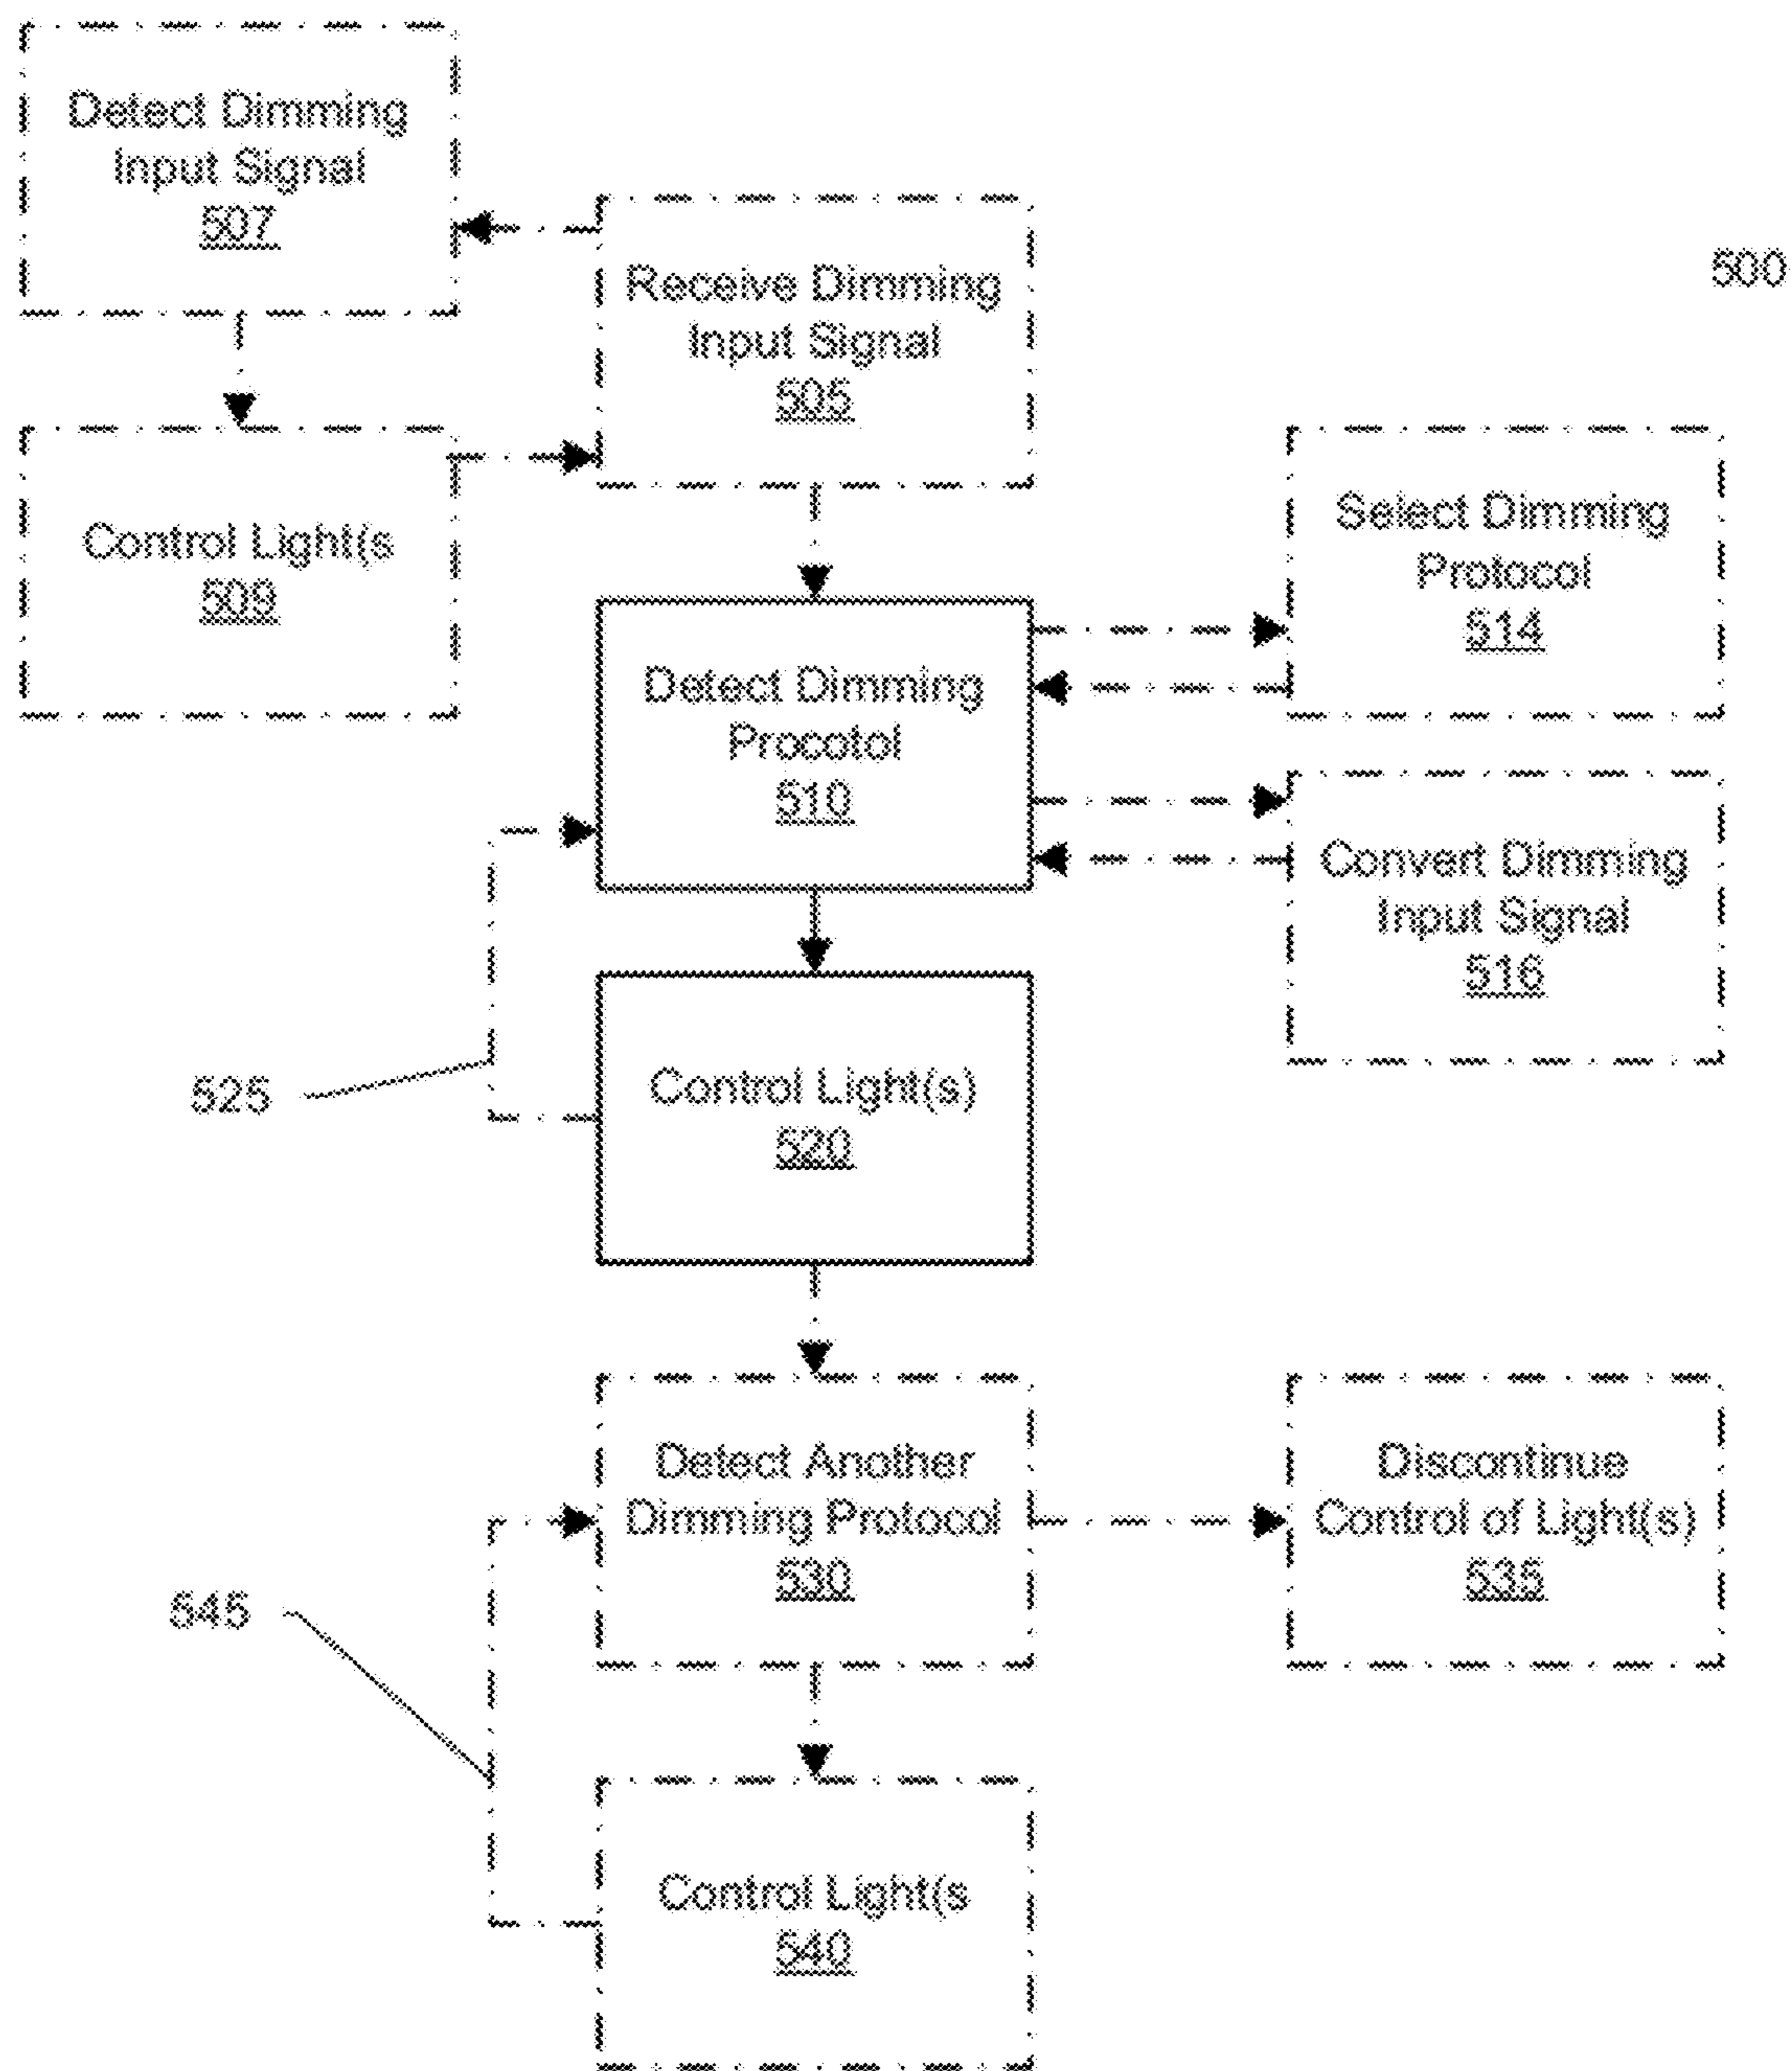 Detect Dimming
Input Signal
507
Receive Dimming
Input Signal
505
500
Control Light(s
509
Select Dimming
Protocol
514
Detect Dimming
Procotol
510
Convert Dimming
Input Signal
516
525
Control Light(s)
520
Detect Another
Dimming Protocol
530
Discontinue
Control of Light(s)
535
545
Control Light(s
540